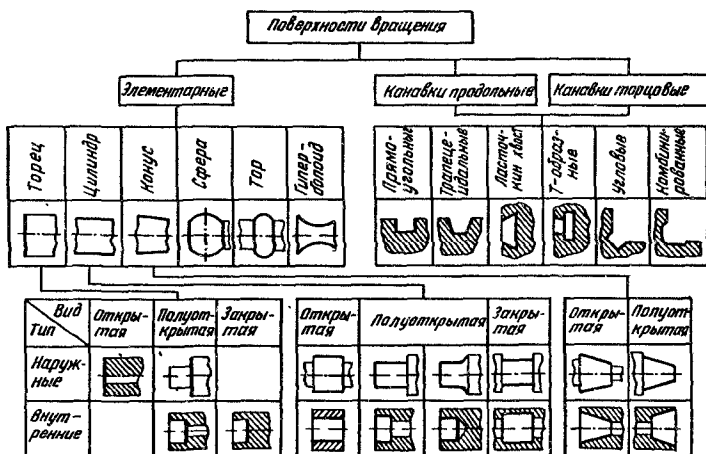 Поверхности вращения
Элементарные
Канавки продольные
Канавки торцовые
Торец
Цилиндр
Конус
Сфера
Тор
Гипер-
болоид
Прямо-
угольные
Трапеце-
идальные
Ласточ-
кин хвост
Т-образ-
ные
Угловые
Комбини-
рованные
Вид
Тип
Откры-
тая
Полуот-
крытая
Закры-
тая
Наруж-
ные
Внут-
ренние
Откры-
тая
Полуоткрытая
Закры-
тая
Откры-
тая
Полуот-
крытая